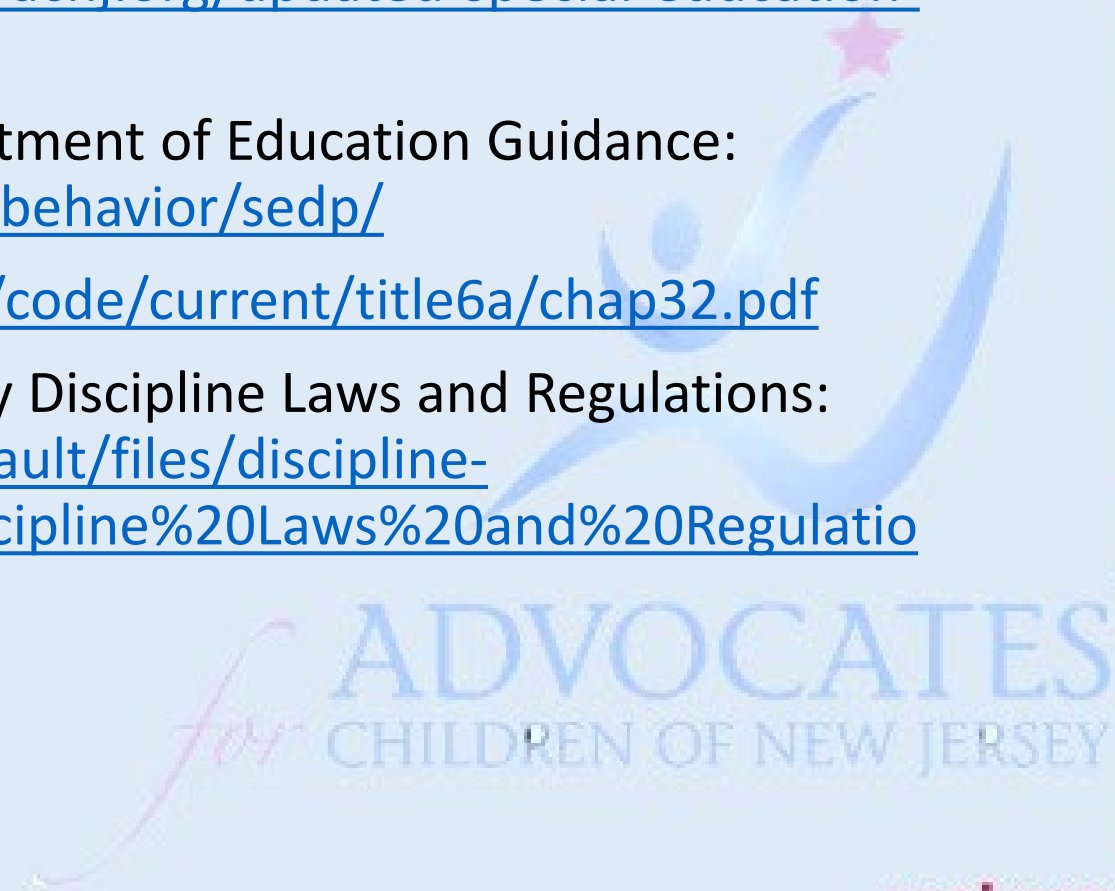 tment of Education Guidance:
behavior/sedp/
/code/current/title6a/chap32.pdf
y Discipline Laws and Regulations:
ault/files/discipline-
cipline%20Laws%20and%20Regulatio
ADVOCATES
for CHILDREN OF NEW JERSEY